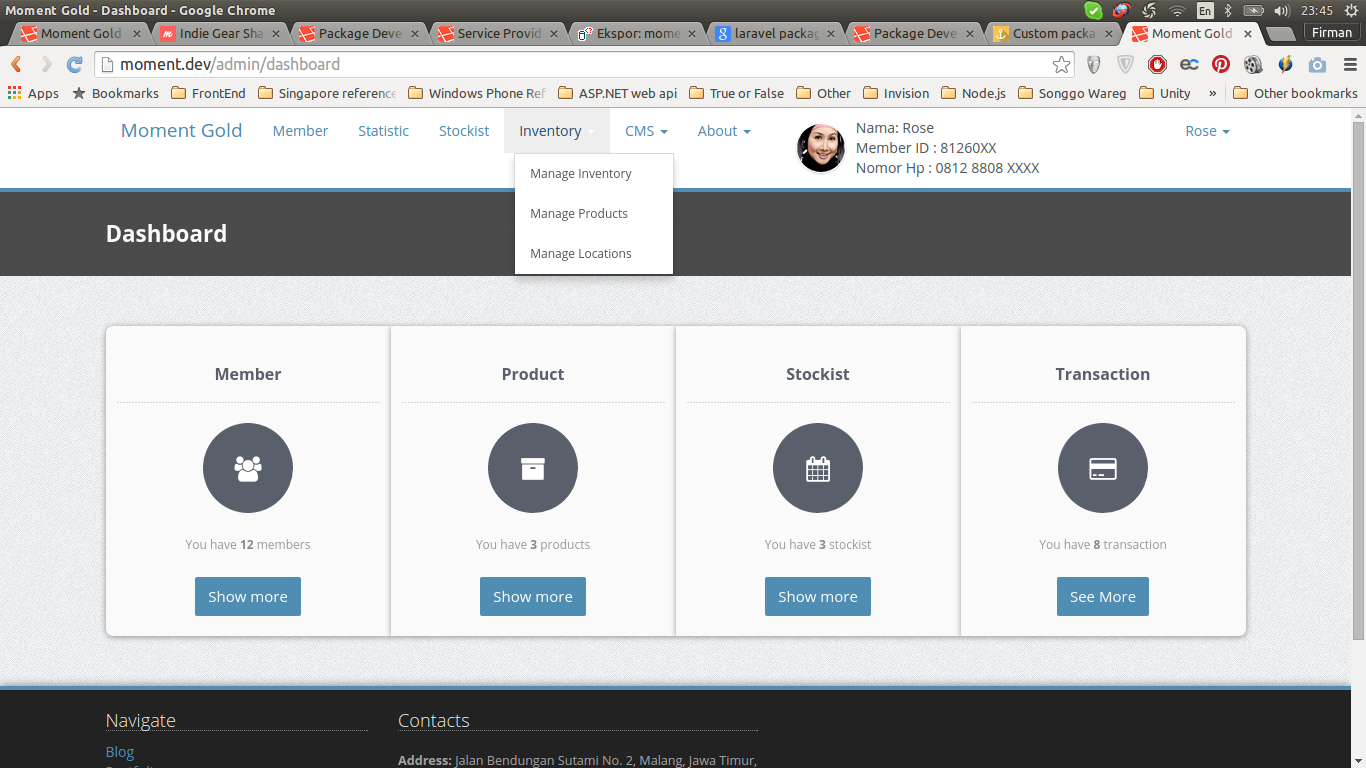 Moment Gold - Dashboard - Google Chrome
En
23:45
Moment Gold
Indie Gear Sha
Package Deve
Service Provid
Ekspor: mome
laravel packag
Package Deve
Custom packa
Moment Gold
Firman
moment.dev/admin/dashboard
Apps
Bookmarks
FrontEnd
Singapore reference
Windows Phone Ref
ASP.NET web api
True or False
Other
Invision
Node.js
Songgo Wareg
Unity
»
Other bookmarks
Moment Gold
Member
Statistic
Stockist
Inventory
CMS
About
Nama: Rose
Member ID : 81260XX
Nomor Hp : 0812 8808 XXXX
Rose
Manage Inventory
Manage Products
Manage Locations
Dashboard
Member
You have 12 members
Show more
Product
You have 3 products
Show more
Stockist
You have 3 stockist
Show more
Transaction
You have 8 transaction
See More
Navigate
Blog
Contacts
Address: Jalan Bendungan Sutami No. 2, Malang, Jawa Timur,